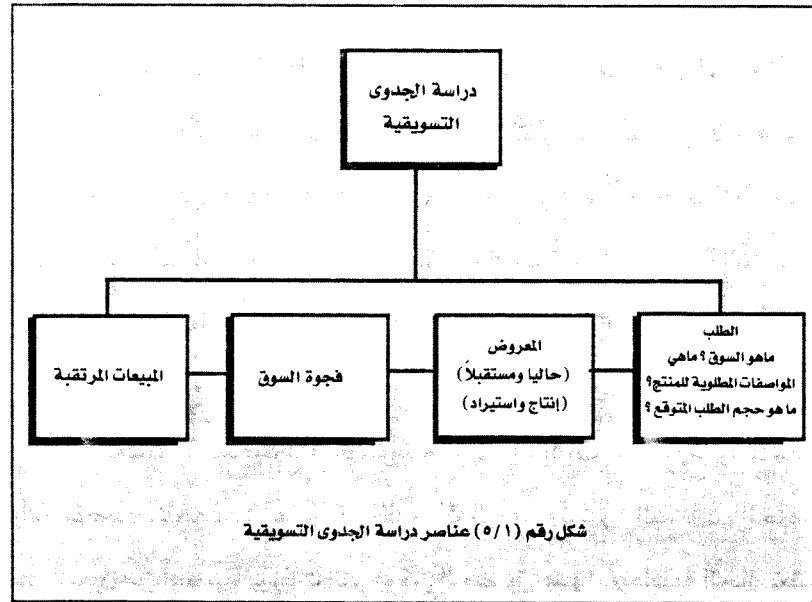 دراسة الجدوى
التسويقية
الطلب
ماهو السوق ؟ ماهي
المواصفات المطلوبة للمنتج؟
ما هو حجم الطلب المتوقع ؟
المعروض
(حاليا ومستقبلاً)
(إنتاج واستيراد)
فجوة السوق
المبيعات المرتقبة
شكل رقم (٥/١) عناصر دراسة الجدوى التسويقية